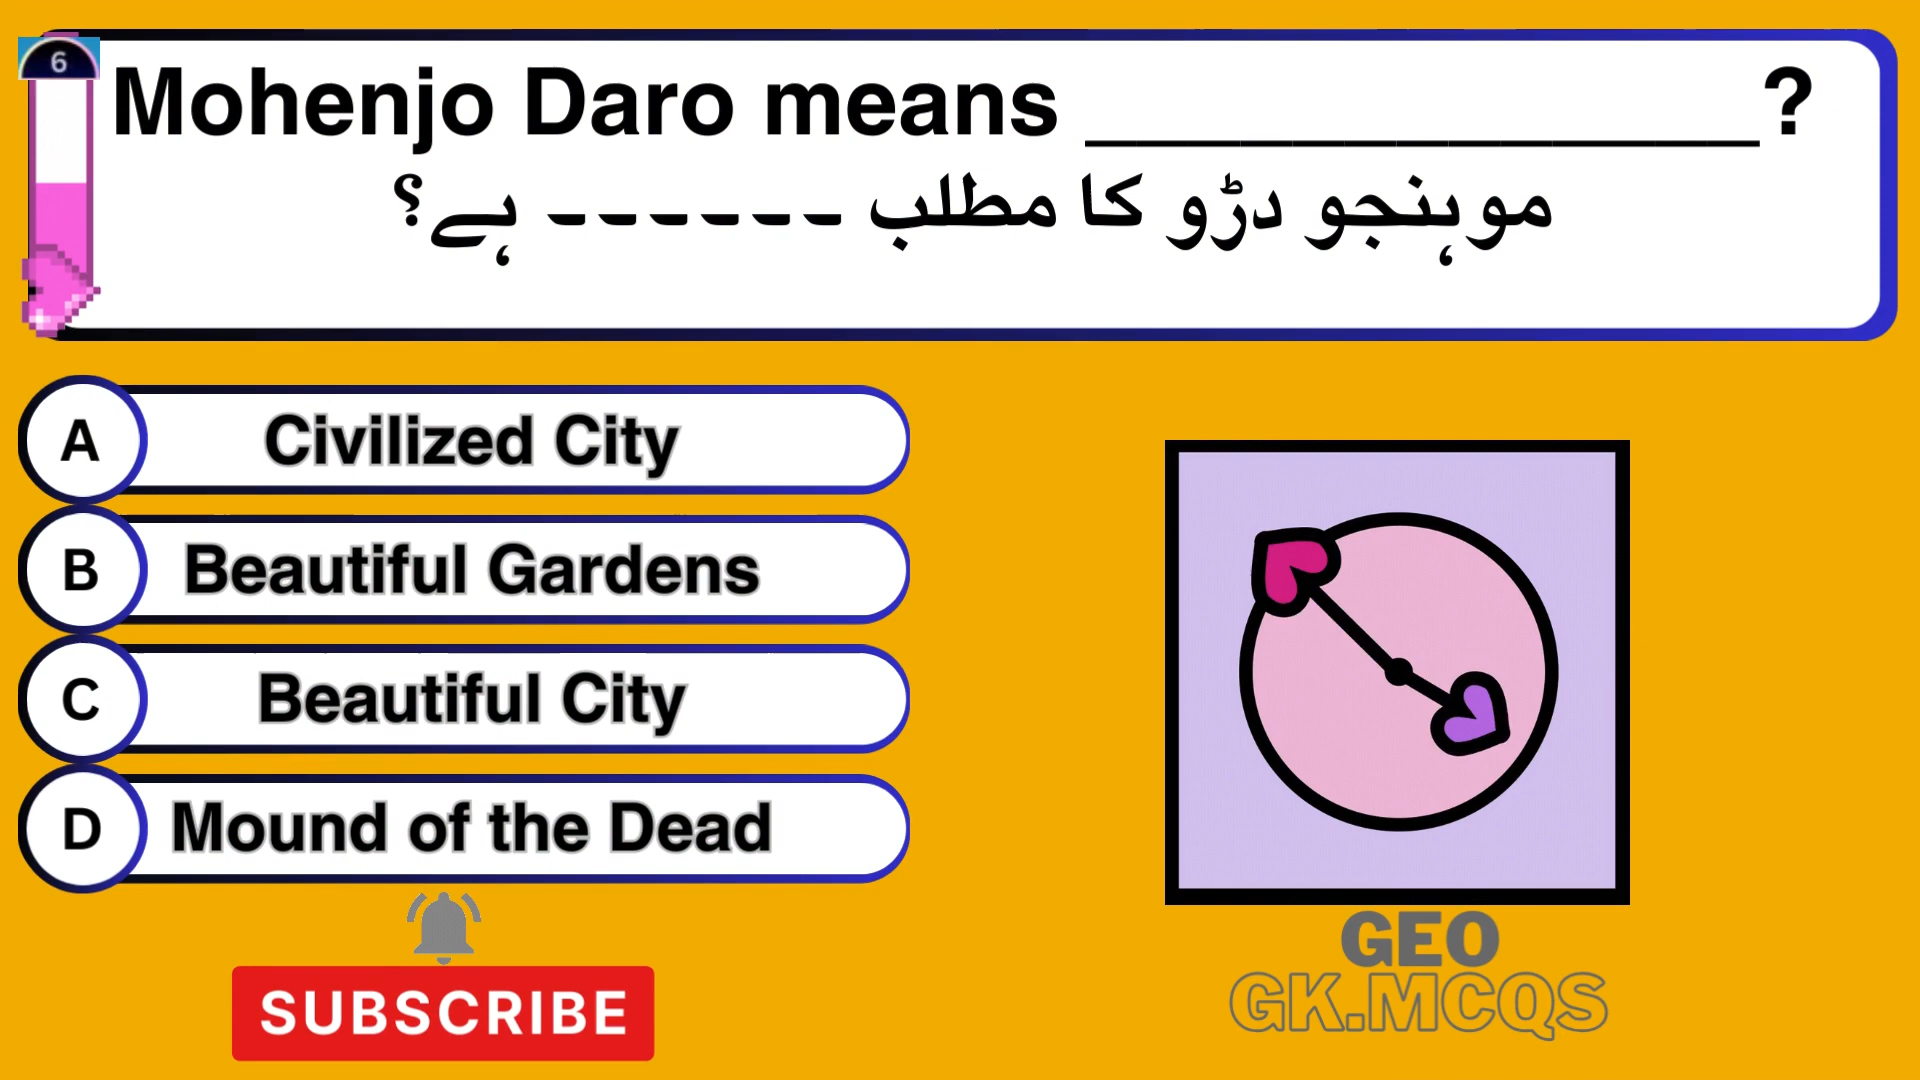 6
Mohenjo Daro means _____________?
موہنجو دڑو کا مطلب ------ ہے؟
A Civilized City
B Beautiful Gardens
C Beautiful City
D Mound of the Dead
SUBSCRIBE
GEO
GK.MCQS